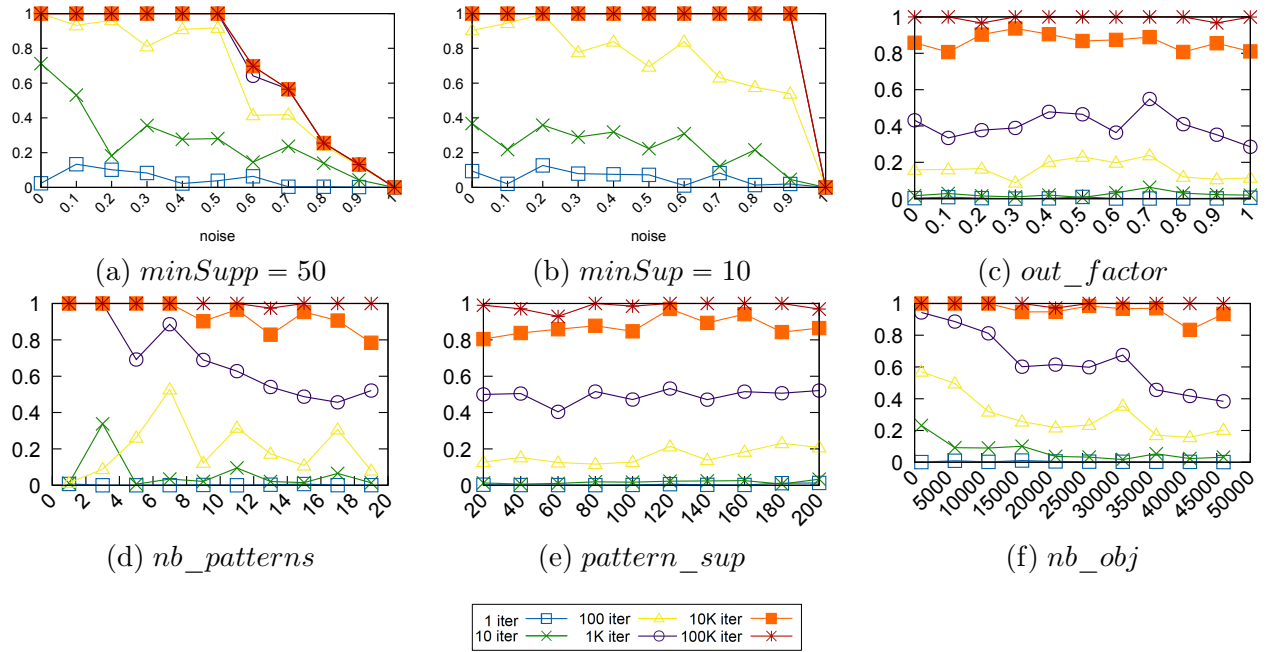 1
0.8
0.6
0.4
0.2
0
0 0.1 0.2 0.3 0.4 0.5 0.6 0.7 0.8 0.9 1
noise
(a) minSupp = 50
1
0.8
0.6
0.4
0.2
0
0 0.1 0.2 0.3 0.4 0.5 0.6 0.7 0.8 0.9 1
noise
(b) minSup = 10
1
0.8
0.6
0.4
0.2
0
0 0.1 0.2 0.3 0.4 0.5 0.6 0.7 0.8 0.9 1
(c) out_factor
1
0.8
0.6
0.4
0.2
0
0 2 4 6 8 10 12 14 16 18 20
(d) nb_patterns
1
0.8
0.6
0.4
0.2
0
20 40 60 80 100 120 140 160 180 200
(e) pattern_sup
1
0.8
0.6
0.4
0.2
0
0 5000 10000 15000 20000 25000 30000 35000 40000 45000 50000
(f) nb_obj
1 iter 100 iter 10K iter
10 iter 1K iter 100K iter